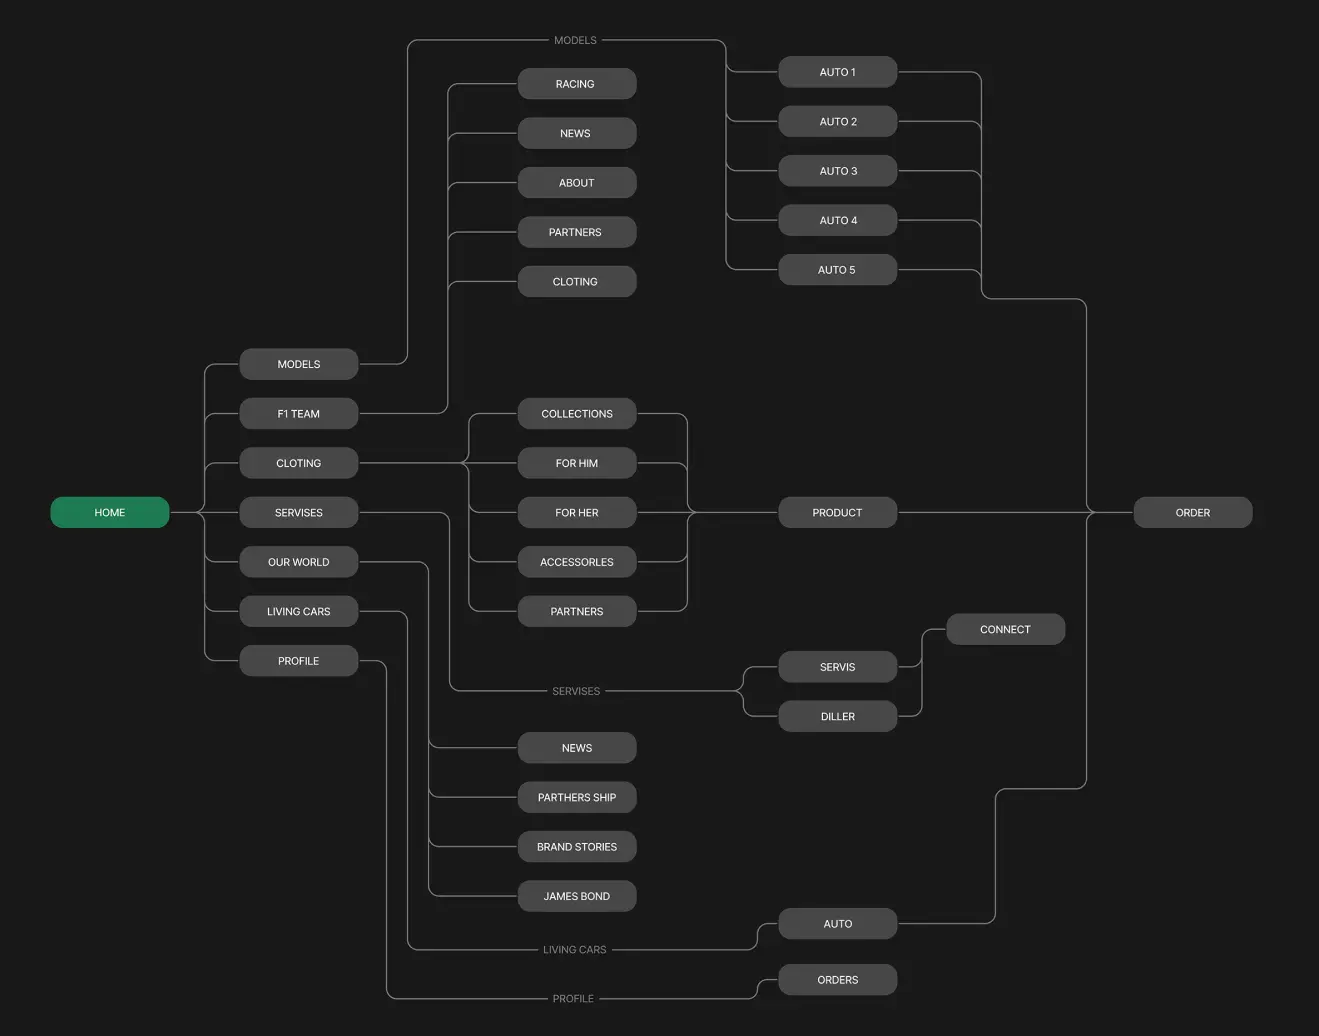 MODELS
AUTO 1
RACING
AUTO 2
NEWS
AUTO 3
ABOUT
AUTO 4
PARTNERS
AUTO 5
CLOTING
MODELS
F1 TEAM
COLLECTIONS
CLOTING
FOR HIM
HOME
SERVISES
FOR HER
PRODUCT
ORDER
OUR WORLD
ACCESSORLES
LIVING CARS
PARTNERS
CONNECT
PROFILE
SERVIS
SERVISES
DILLER
NEWS
PARTHERS SHIP
BRAND STORIES
JAMES BOND
AUTO
LIVING CARS
ORDERS
PROFILE